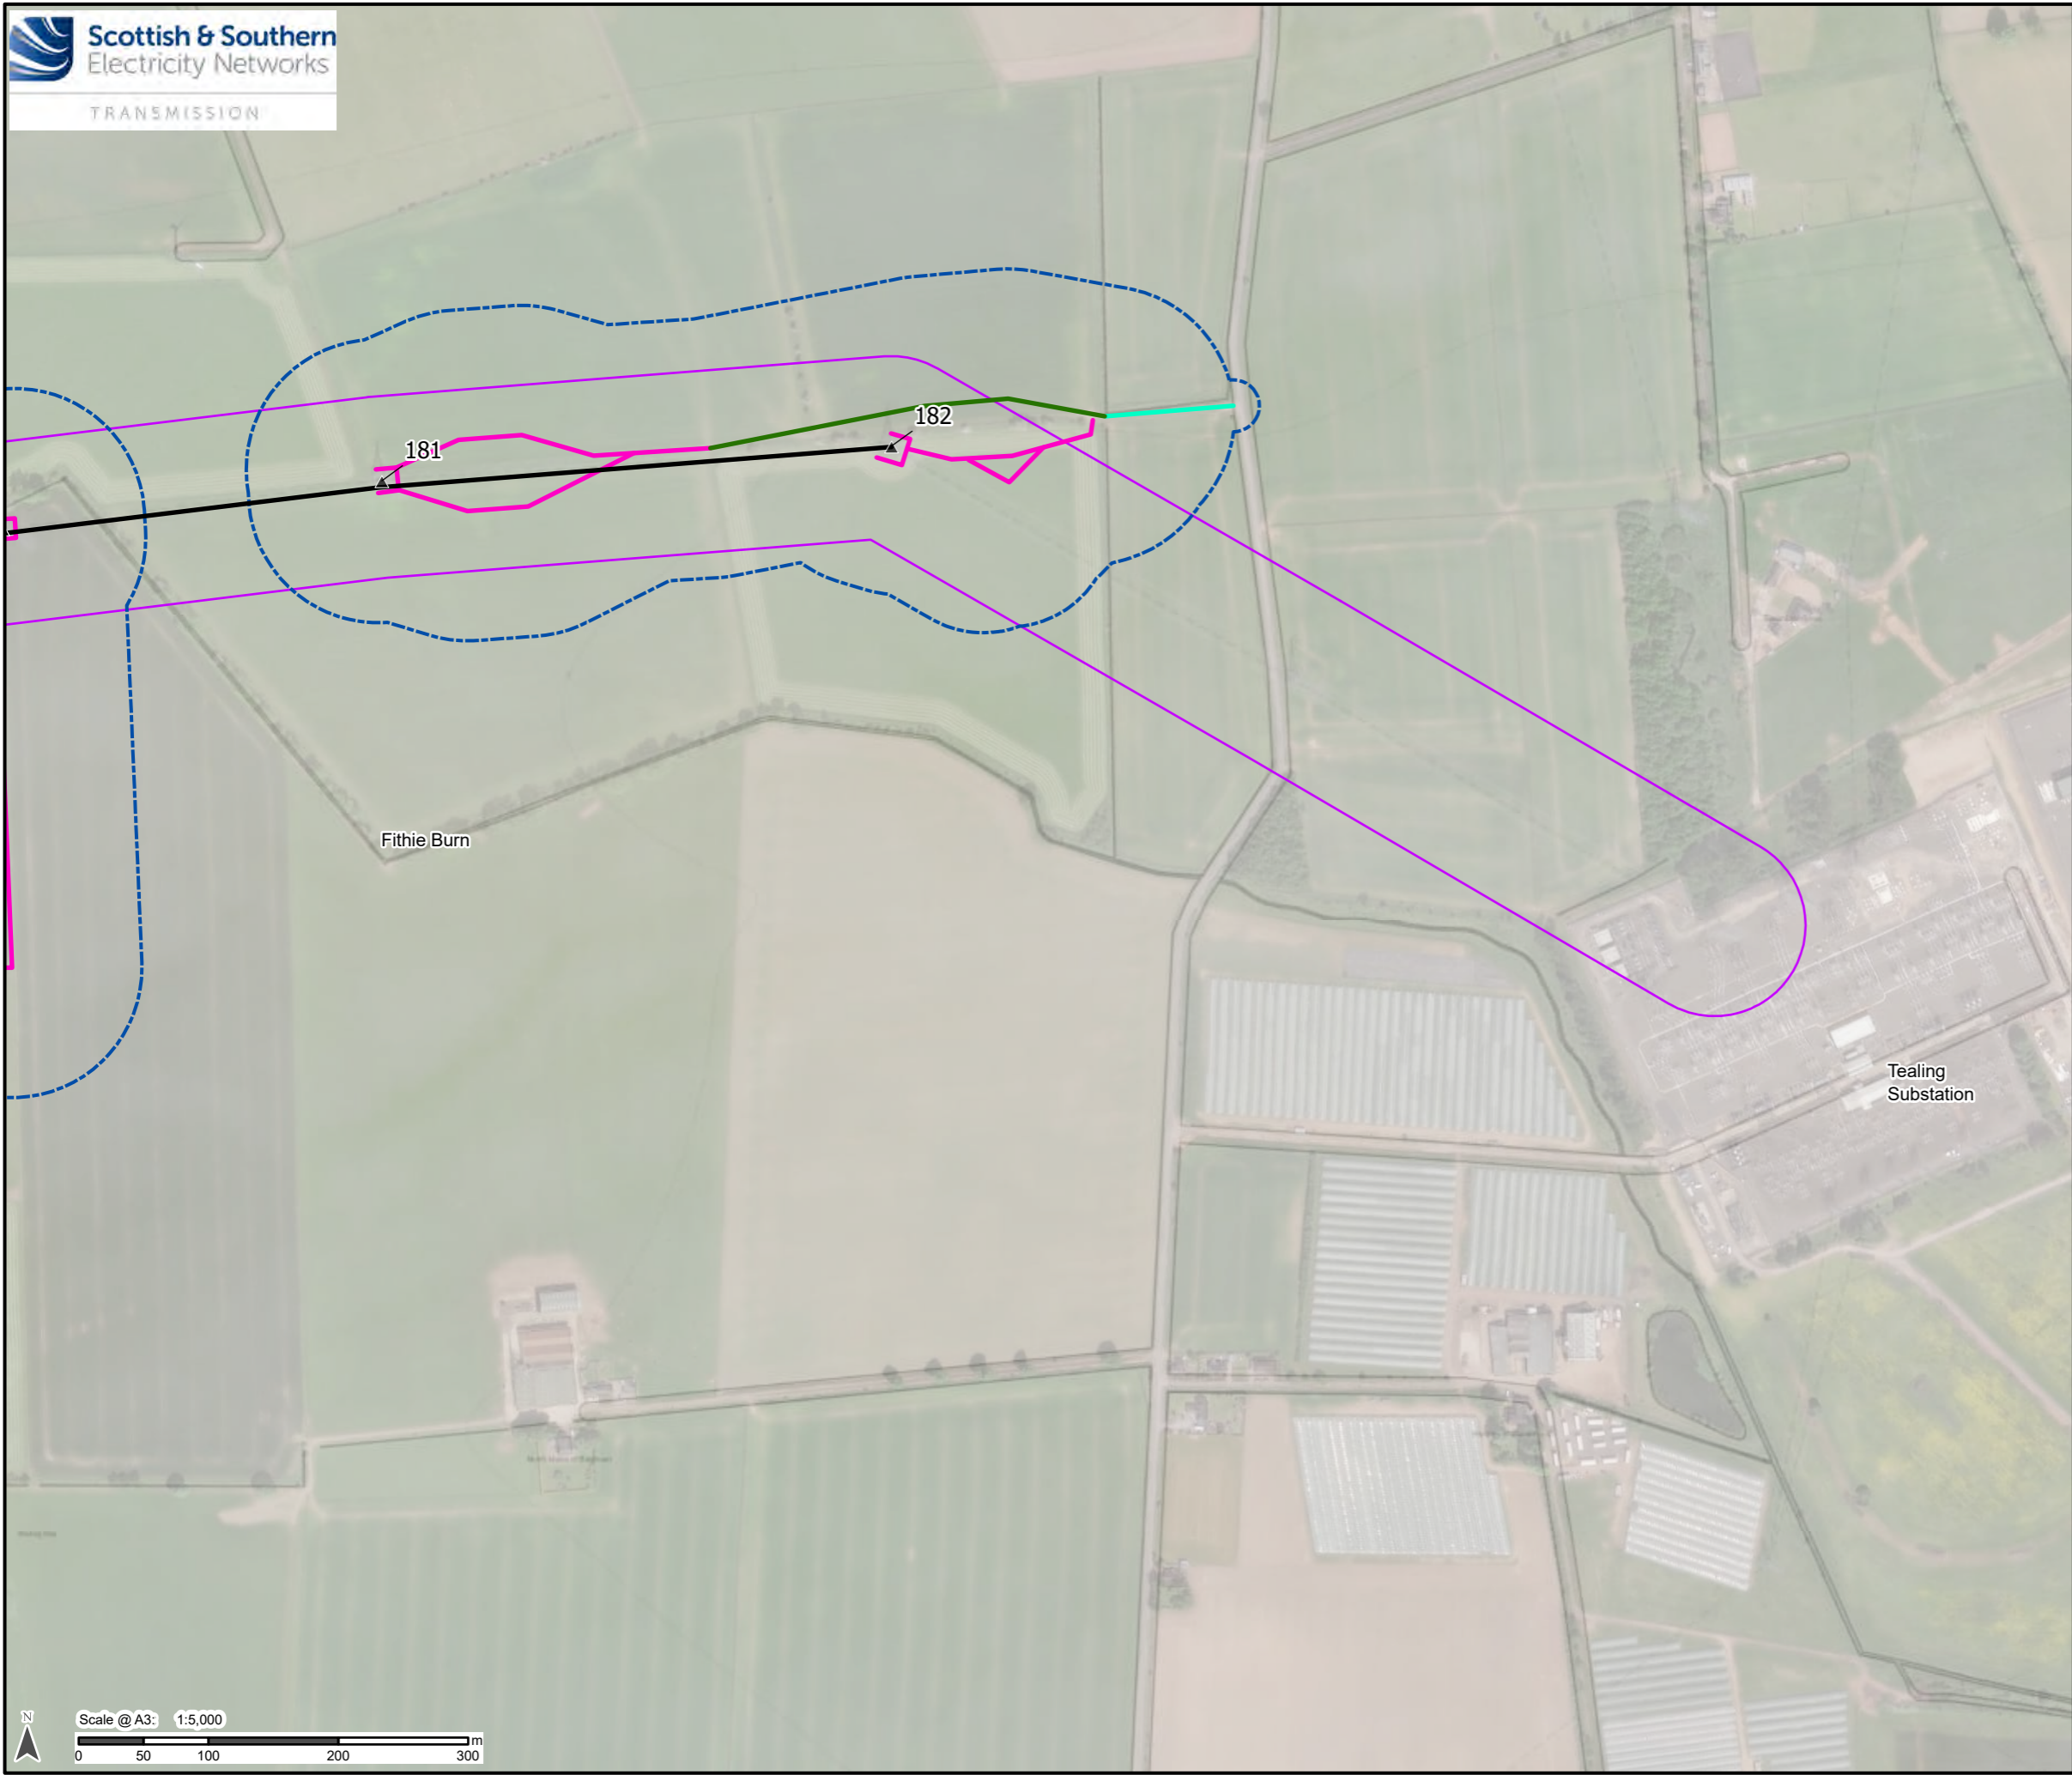 Scottish & Southern
Electricity Networks
TRANSMISSION
182
181
Fithie Burn
Tealing
Substation
N
Scale @ A3: 1:5,000
m
0 50 100 200 300